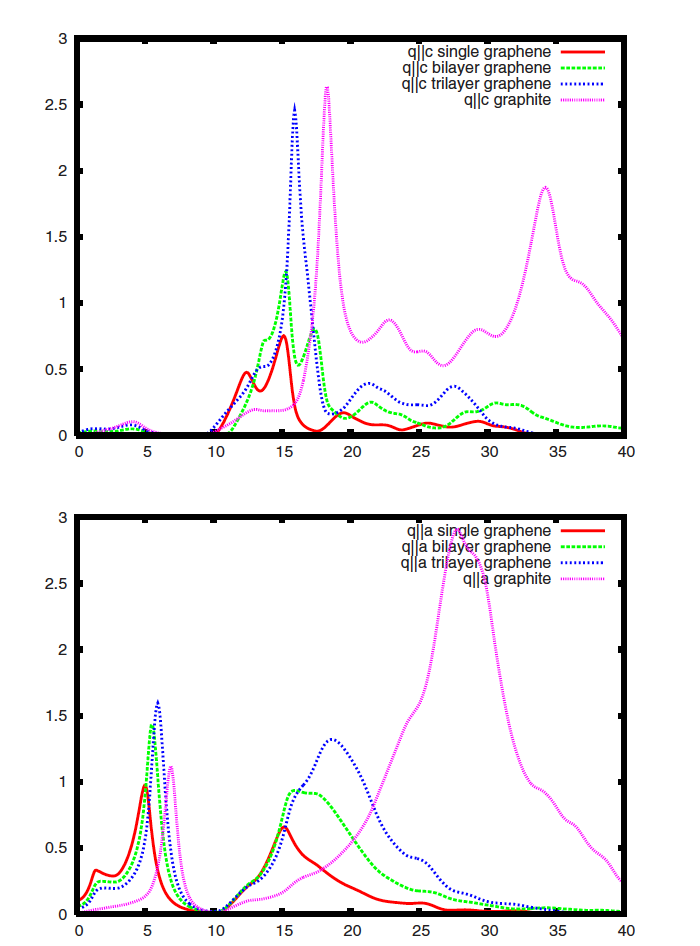 3
q||c single graphene
q||c bilayer graphene
q||c trilayer graphene
q||c graphite
2.5
2
1.5
1
0.5
0
0 5 10 15 20 25 30 35 40
3
q||a single graphene
q||a bilayer graphene
q||a trilayer graphene
q||a graphite
2.5
2
1.5
1
0.5
0
0 5 10 15 20 25 30 35 40